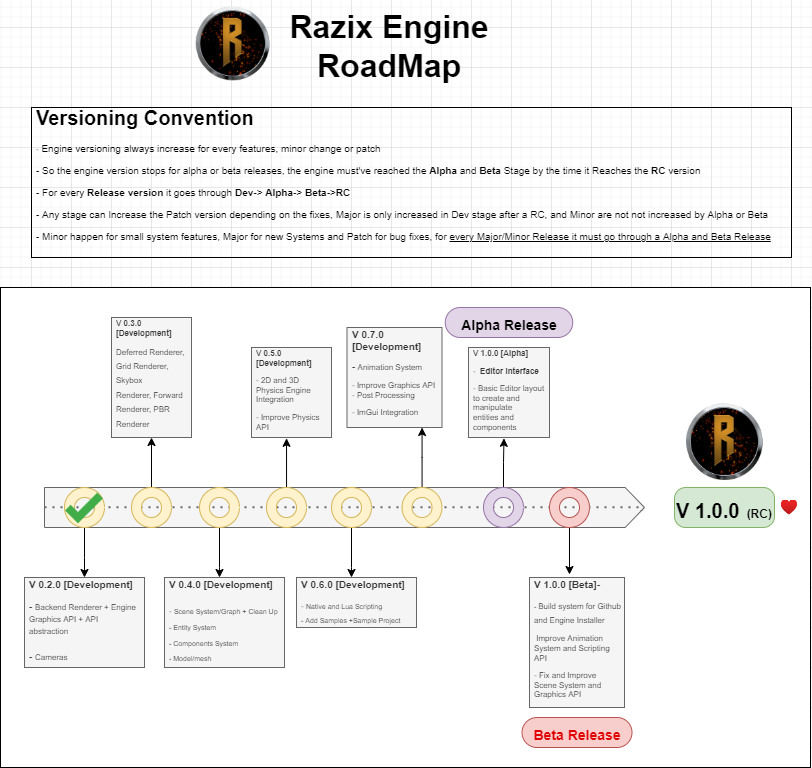 Razix Engine
RoadMap
Versioning Convention
- Engine versioning always increase for every features, minor change or patch
- So the engine version stops for alpha or beta releases, the engine must've reached the Alpha and Beta Stage by the time it Reaches the RC version
- For every Release version it goes through Dev-> Alpha-> Beta->RC
- Any stage can Increase the Patch version depending on the fixes, Major is only increased in Dev stage after a RC, and Minor are not not increased by Alpha or Beta
- Minor happen for small system features, Major for new Systems and Patch for bug fixes, for every Major/Minor Release it must go through a Alpha and Beta Release
V 0.3.0
[Development]
Deferred Renderer,
Grid Renderer,
Skybox
Renderer, Forward
Renderer, PBR
Renderer
V 0.5.0
[Development]
- 2D and 3D
Physics Engine
Integration
- Improve Physics
API
V 0.7.0
[Development]
- Animation System
- Improve Graphics API
- Post Processing
- ImGui Integration
Alpha Release
V 1.0.0 [Alpha]
- Editor Interface
- Basic Editor layout
to create and
manipulate
entities and
components
R
V 1.0.0 (RC)
V 0.2.0 [Development]
- Backend Renderer + Engine
Graphics API + API
abstraction
- Cameras
V 0.4.0 [Development]
- Scene System/Graph + Clean Up
- Entity System
- Components System
- Model/mesh
V 0.6.0 [Development]
- Native and Lua Scripting
- Add Samples +Sample Project
V 1.0.0 [Beta]-
- Build system for Github
and Engine Installer
Improve Animation
System and Scripting
API
- Fix and Improve
Scene System and
Graphics API
Beta Release